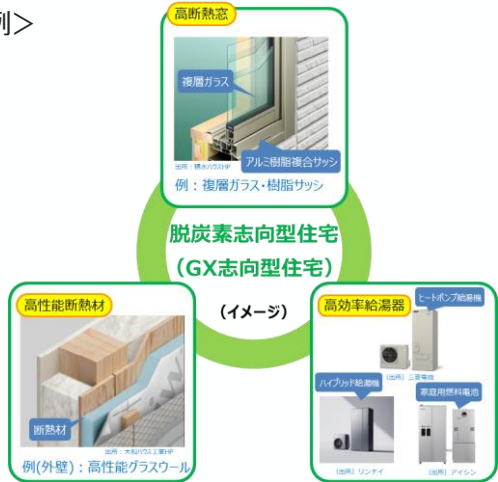 例＞
高断熱窓
複層ガラス
アルミ樹脂複合サッシ
出所：積水ハウスHP
例：複層ガラス・樹脂サッシ
脱炭素志向型住宅
（GX志向型住宅）
（イメージ）
高性能断熱材
断熱材
出所：大和ハウス工業HP
例(外壁)：高性能グラスウール
高効率給湯器
ヒートポンプ給湯機
（出所）三菱電機
ハイブリッド給湯機
家庭用燃料電池
（出所）リンナイ
（出所）アイシン